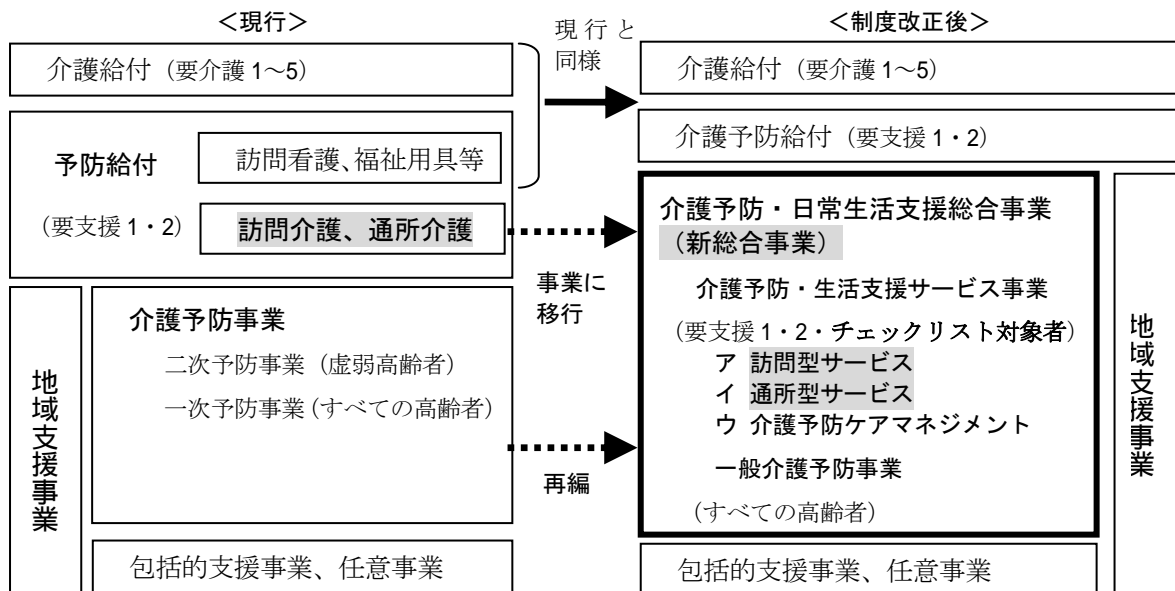 <現行>
介護給付（要介護1～5）
予防給付
（要支援1・2）
訪問看護、福祉用具等
訪問介護、通所介護
地域支援事業
介護予防事業
二次予防事業（虚弱高齢者）
一次予防事業（すべての高齢者）
包括的支援事業、任意事業
現行と
同様
事業に
移行
再編
<制度改正後>
介護給付（要介護1～5）
介護予防給付（要支援1・2）
介護予防・日常生活支援総合事業
（新総合事業）
介護予防・生活支援サービス事業
（要支援1・2・チェックリスト対象者）
ア 訪問型サービス
イ 通所型サービス
ウ 介護予防ケアマネジメント
一般介護予防事業
（すべての高齢者）
包括的支援事業、任意事業
地域支援事業